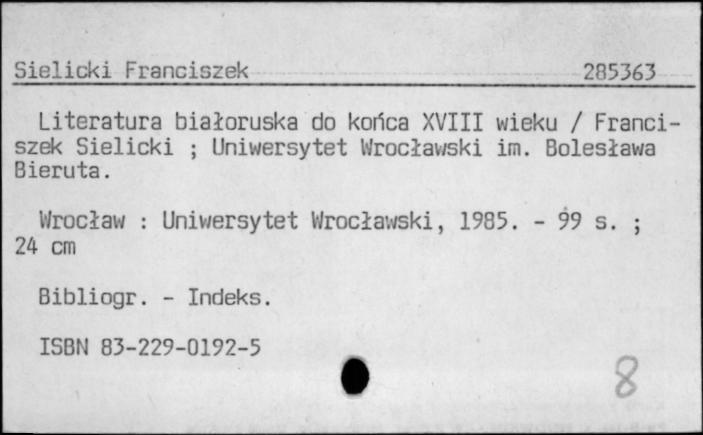 Sielicki Franciszek 285363
Literatura białoruska do końca XVIII wieku / Franci-
szek Sielicki ; Uniwersytet Wrocławski im. Bolesława
Bieruta.
Wrocław : Uniwersytet Wrocławski, 1985. - 99 s. ;
24 cm
Bibliogr. - Indeks.
ISBN 83-229-0192-5
8